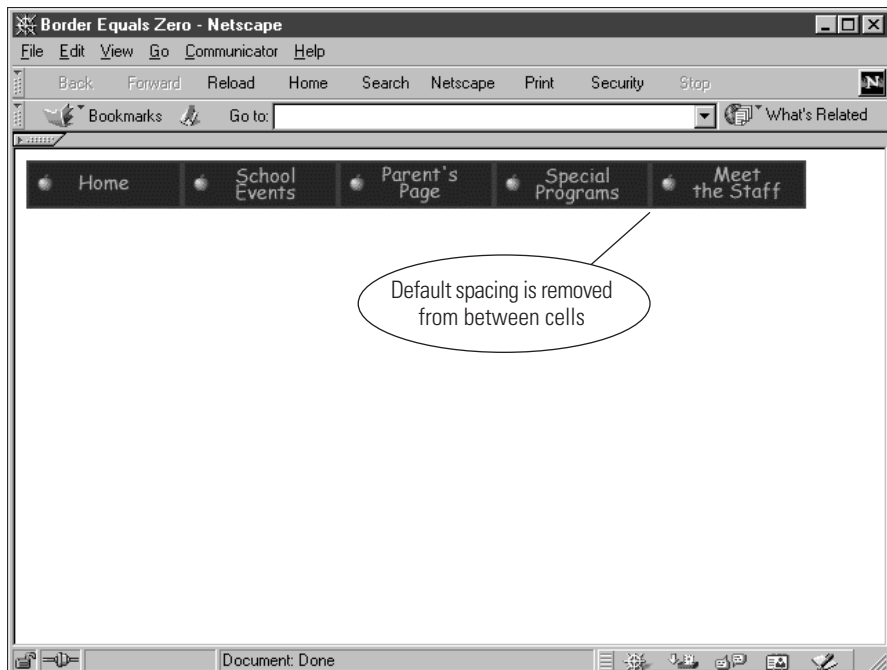 Border Equals Zero - Netscape
File Edit View Go Communicator Help
Back Forward Reload Home Search Netscape Print Security Stop
N
Bookmarks Go to: What's Related
Home School Events Parent's Page Special Programs Meet the Staff
Default spacing is removed
from between cells
Document: Done